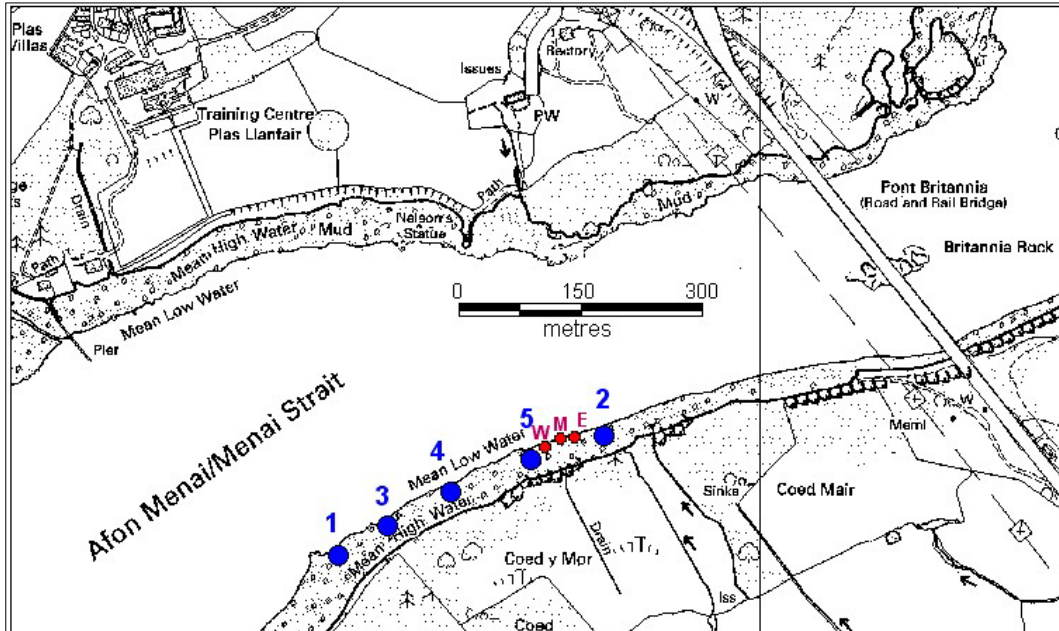 Plas
Villas
Issues
Rectory
W
Training Centre
Plas Llanfair
PW
Drain
Path
Nelson's
Statue
Mud
Mud
Mean High Water
Path
Mean Low Water
Pier
Pont Britannia
(Road and Rail Bridge)
Britannia Rock
0 150 300
metres
Afon Menai/Menai Strait
2
5
W M E
4
Mean Low Water
3
Mean High Water
1
W
Meml
Sinks
Coed Mair
Drain
Coed y Mor
Iss
Coed